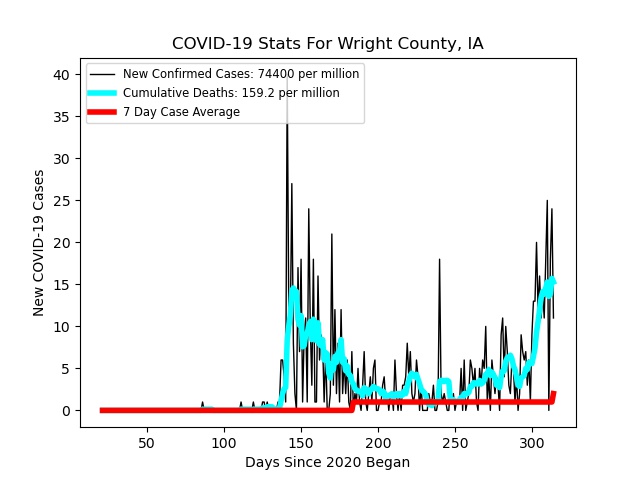 COVID-19 Stats For Wright County, IA
New Confirmed Cases: 74400 per million
Cumulative Deaths: 159.2 per million
7 Day Case Average
40
35
30
25
20
15
10
5
0
New COVID-19 Cases
50 100 150 200 250 300
Days Since 2020 Began